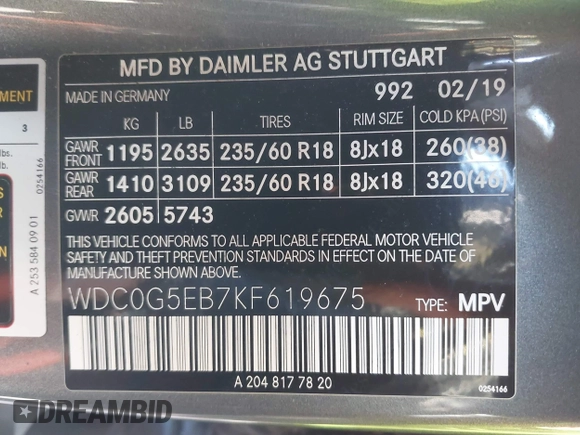 MFD BY DAIMLER AG STUTTGART
MADE IN GERMANY 992 02/19
KG LB TIRES RIM SIZE COLD KPA (PSI)
GAWR FRONT 1195 2635 235/60 R18 8Jx18 260(38)
GAWR REAR 1410 3109 235/60 R18 8Jx18 320(46)
GVWR 2605 5743
THIS VEHICLE CONFORMS TO ALL APPLICABLE FEDERAL MOTOR VEHICLE
SAFETY AND THEFT PREVENTION STANDARDS IN EFFECT ON THE DATE OF
MANUFACTURE SHOWN ABOVE.
WDC0G5EB7KF619675 TYPE: MPV
A 204 817 78 20
0254166
MENT
3
lbs.
lb.
0254166
A 253 584 09 01
DREAMBID